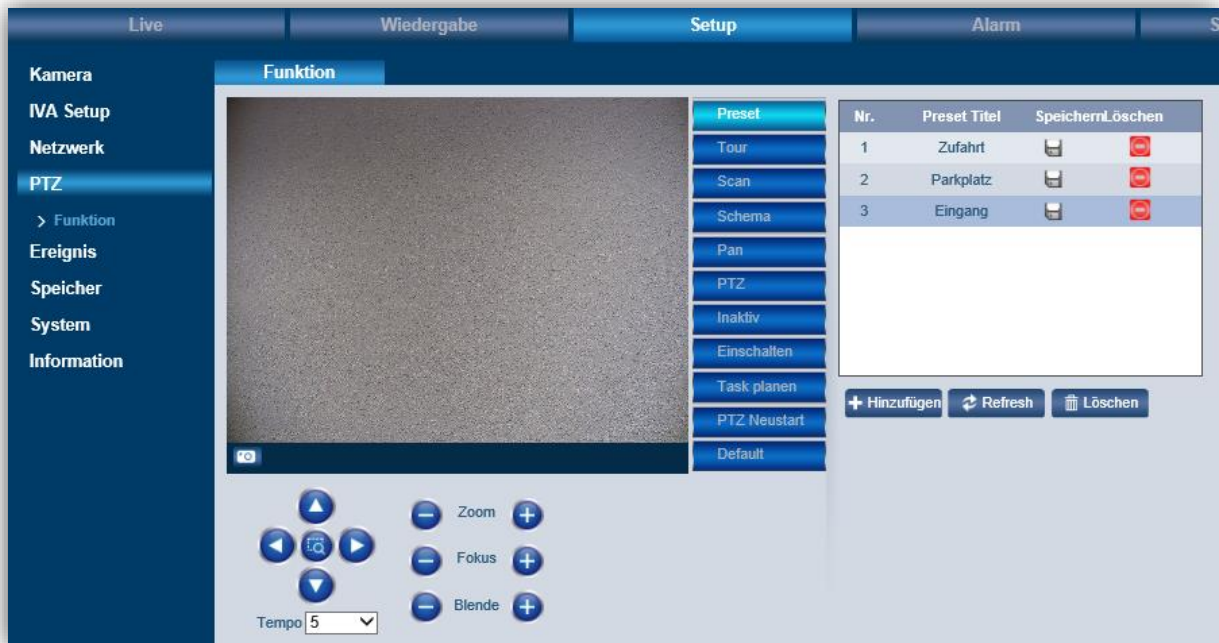 Live Wiedergabe Setup Alarm S
Kamera
IVA Setup
Netzwerk
PTZ
Funktion
Ereignis
Speicher
System
Information
Funktion
Preset
Tour
Scan
Schema
Pan
PTZ
Inaktiv
Einschalten
Task planen
PTZ Neustart
Default
Zoom
Fokus
Blende
Tempo 5
Nr. Preset Titel Speichern Löschen
1 Zufahrt
2 Parkplatz
3 Eingang
Hinzufügen Refresh Löschen